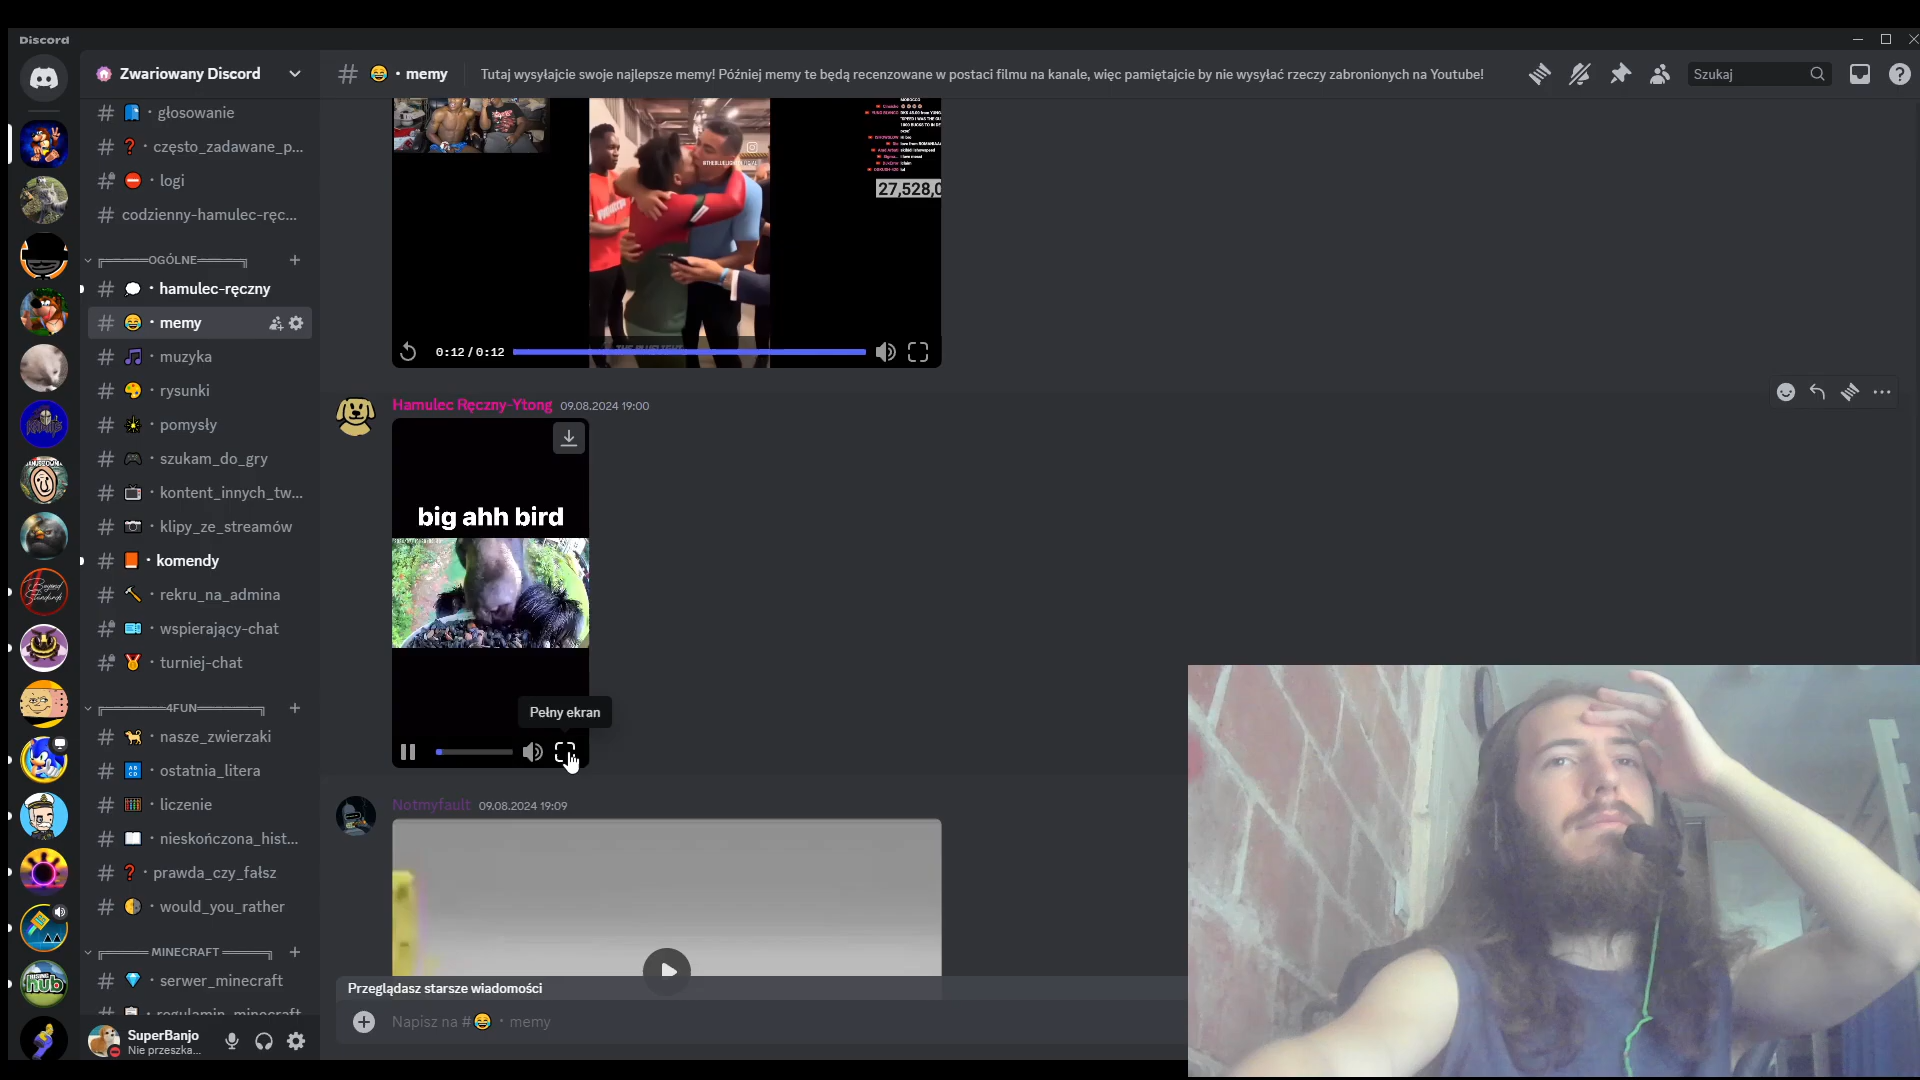 Discord
Zwariowany Discord
głosowanie
często_zadawane_p...
logi
codzienny-hamulec-ręc...
OGÓLNE
hamulec-ręczny
memy
muzyka
rysunki
pomysły
szukam_do_gry
kontent_innych_tw...
klipy_ze_streamów
komendy
rekru_na_admina
wspierający-chat
turniej-chat
4FUN
nasze_zwierzaki
ostatnia_litera
liczenie
nieskończona_hist...
prawda_czy_fałsz
would_you_rather
MINECRAFT
serwer_minecraft
regulamin_minecraft
SuperBanjo
Nie przeszka...
memy
Tutaj wysyłajcie swoje najlepsze memy! Później memy te będą recenzowane w postaci filmu na kanale, więc pamiętajcie by nie wysyłać rzeczy zabronionych na Youtube!
Szukaj
27,528,0
0:12 / 0:12
Hamulec Ręczny-Ytong 09.08.2024 19:00
big ahh bird
Pełny ekran
Notmyfault 09.08.2024 19:09
Przeglądasz starsze wiadomości
Napisz na # memy